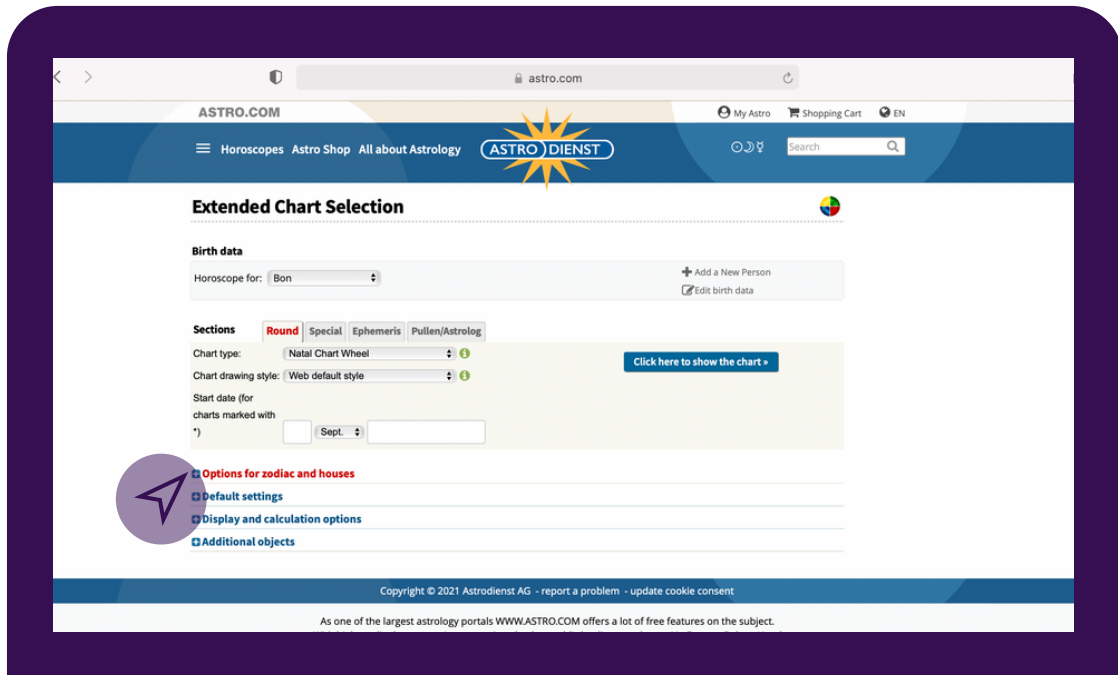 astro.com
ASTRO.COM
My Astro Shopping Cart EN
Horoscopes Astro Shop All about Astrology ASTRO DIENST Search
Extended Chart Selection
Birth data
Horoscope for: Bon Add a New Person
Edit birth data
Sections Round Special Ephemeris Pullen/Astrolog
Chart type: Natal Chart Wheel
Click here to show the chart »
Chart drawing style: Web default style
Start date (for
charts marked with
*) Sept.
Options for zodiac and houses
Default settings
Display and calculation options
Additional objects
Copyright © 2021 Astrodienst AG - report a problem - update cookie consent
As one of the largest astrology portals WWW.ASTRO.COM offers a lot of free features on the subject.